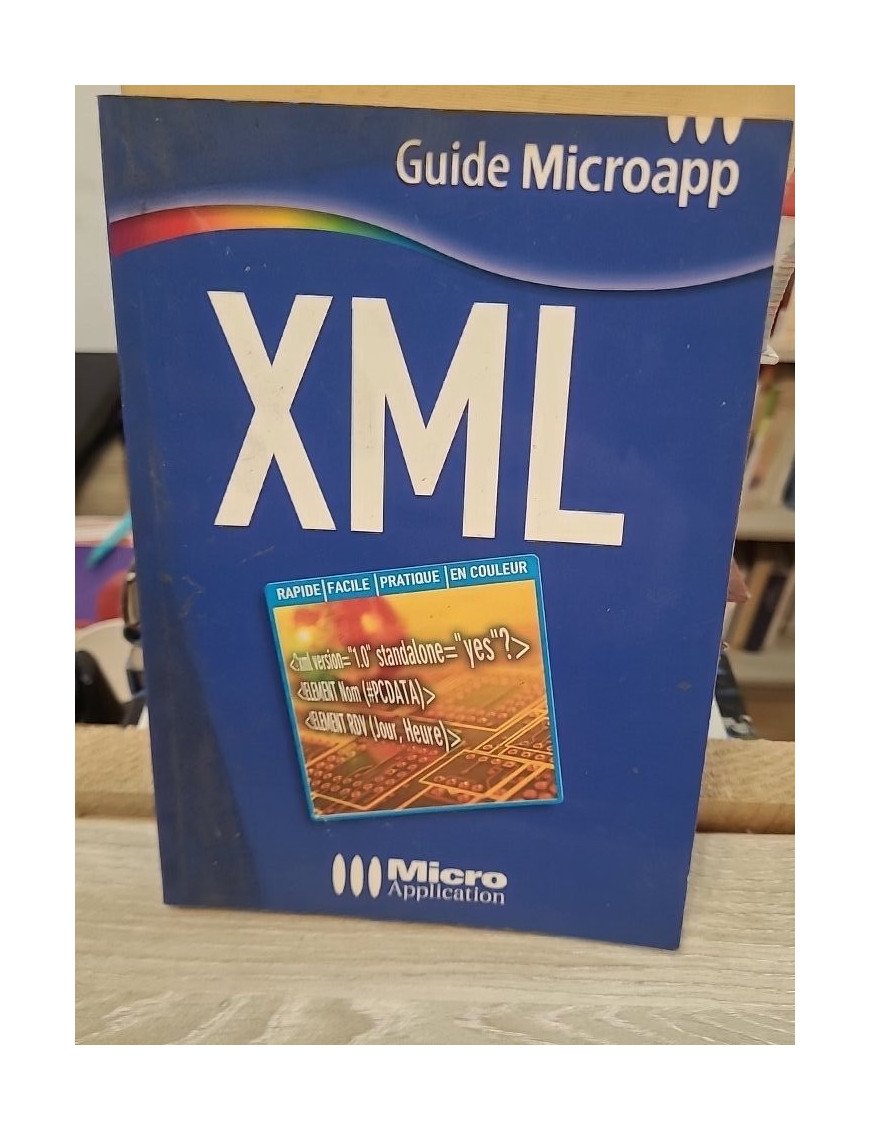 Guide Microapp
XML
RAPIDE|FACILE|PRATIQUE|EN COULEUR
<?xml version="1.0" standalone="yes"?>
<!ELEMENT Nom (#PCDATA)>
<!ELEMENT RDV (Jour, Heure)>
Micro
Application